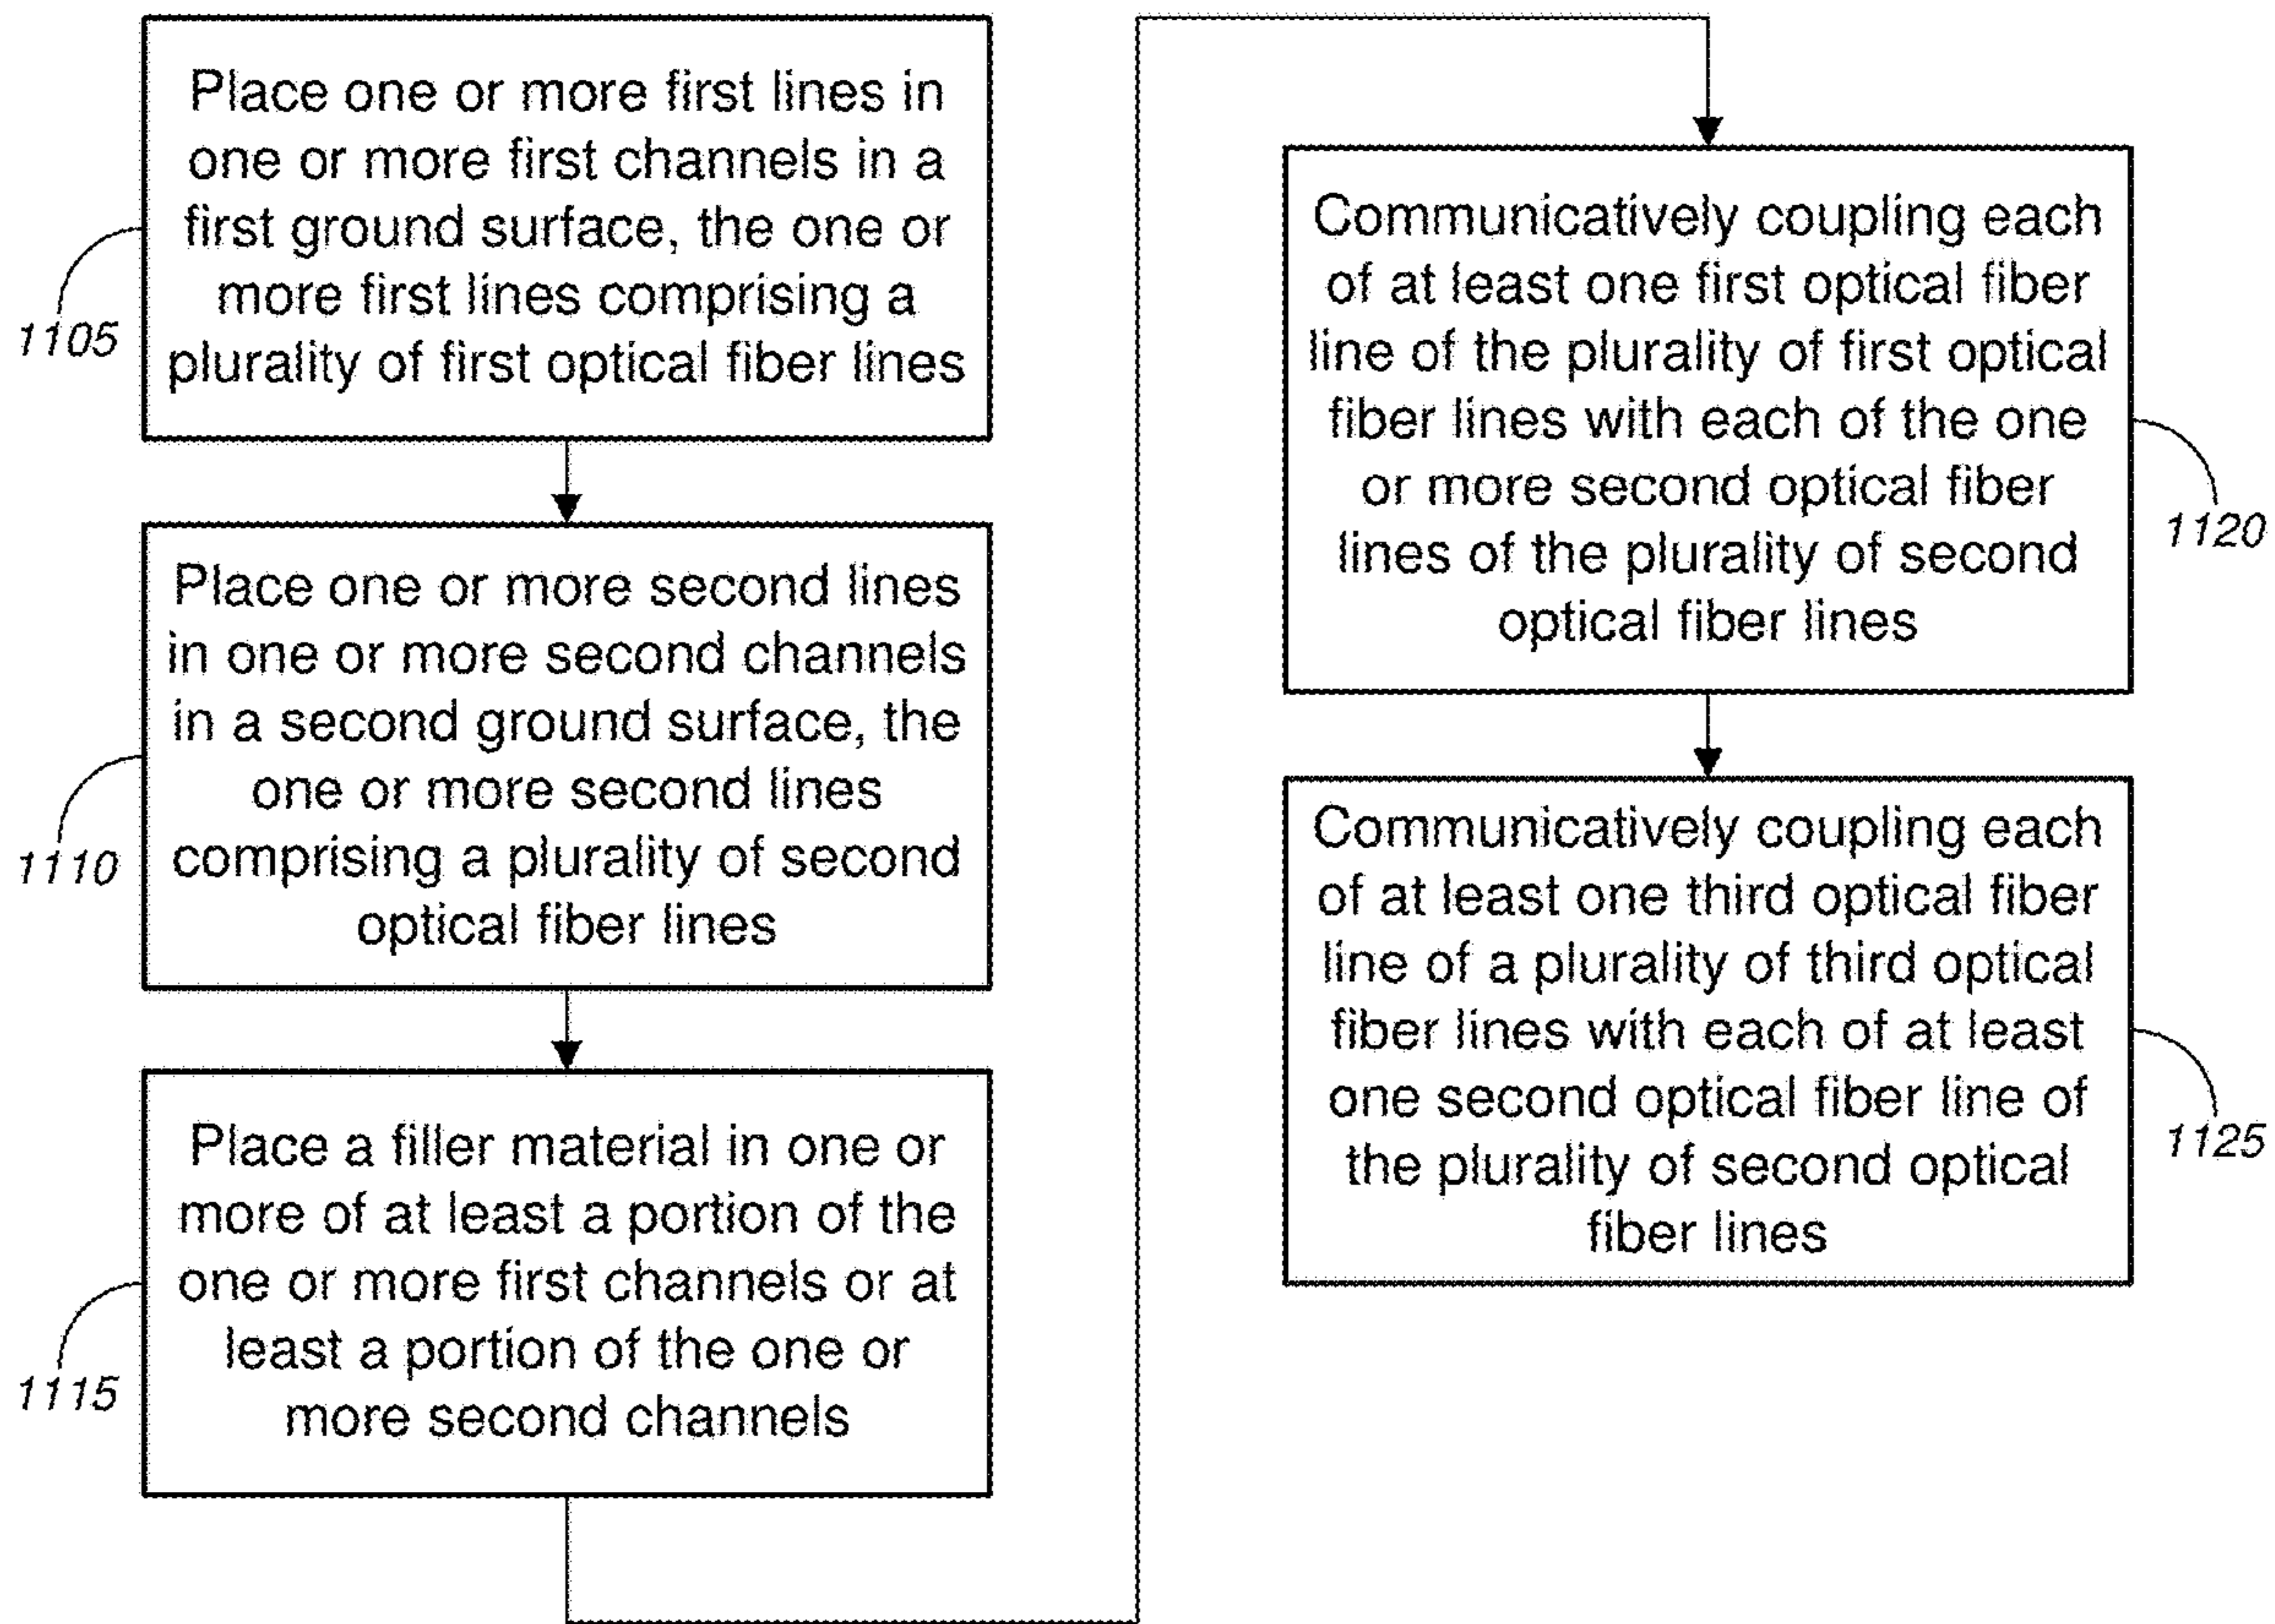 Place one or more first lines in
one or more first channels in a
first ground surface, the one or
more first lines comprising a
plurality of first optical fiber lines
1105
Place one or more second lines
in one or more second channels
in a second ground surface, the
one or more second lines
comprising a plurality of second
optical fiber lines
1110
Place a filler material in one or
more of at least a portion of the
one or more first channels or at
least a portion of the one or
more second channels
1115
Communicatively coupling each
of at least one first optical fiber
line of the plurality of first optical
fiber lines with each of the one
or more second optical fiber
lines of the plurality of second
optical fiber lines
1120
Communicatively coupling each
of at least one third optical fiber
line of a plurality of third optical
fiber lines with each of at least
one second optical fiber line of
the plurality of second optical
fiber lines
1125